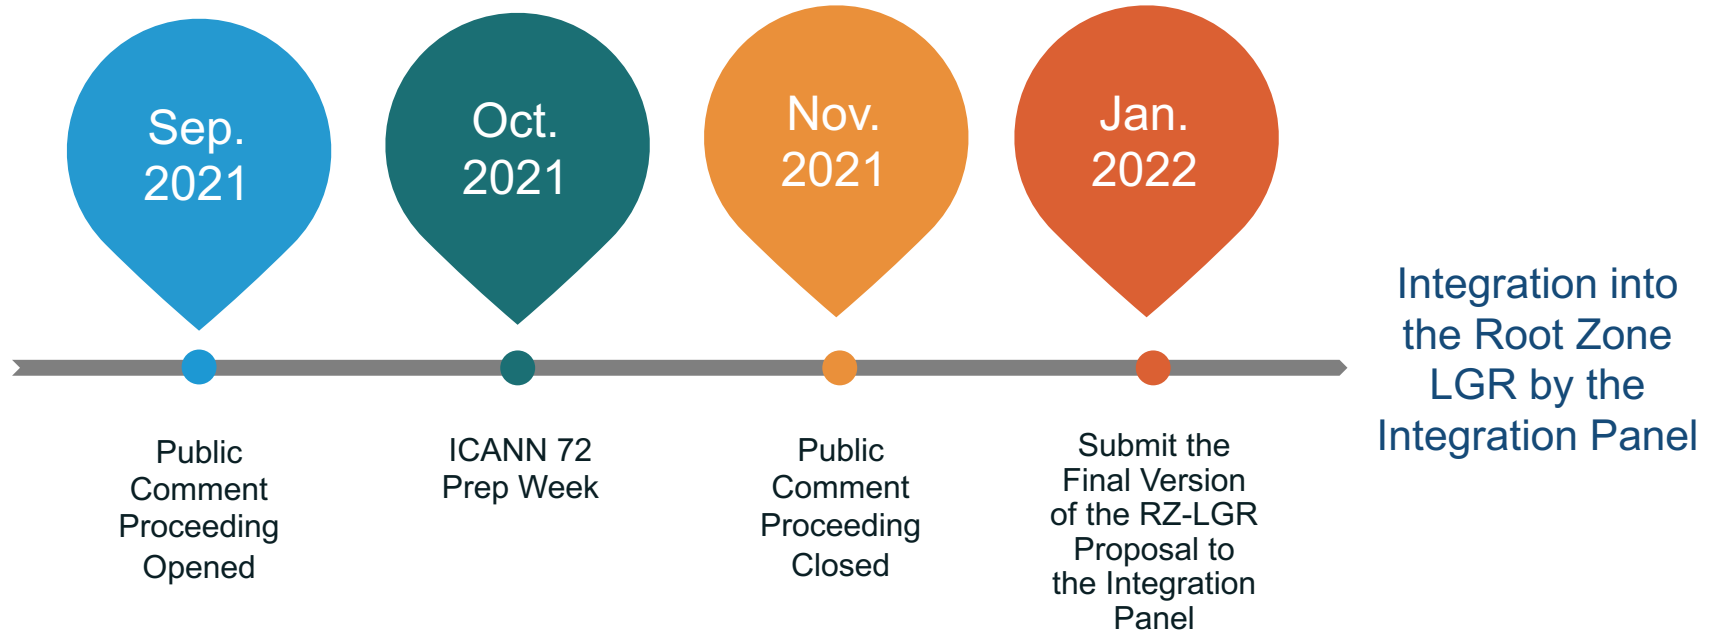 Sep.
2021
Oct.
2021
Nov.
2021
Jan.
2022
Public
Comment
Proceeding
Opened
ICANN 72
Prep Week
Public
Comment
Proceeding
Closed
Submit the
Final Version
of the RZ-LGR
Proposal to
the Integration
Panel
Integration into
the Root Zone
LGR by the
Integration Panel